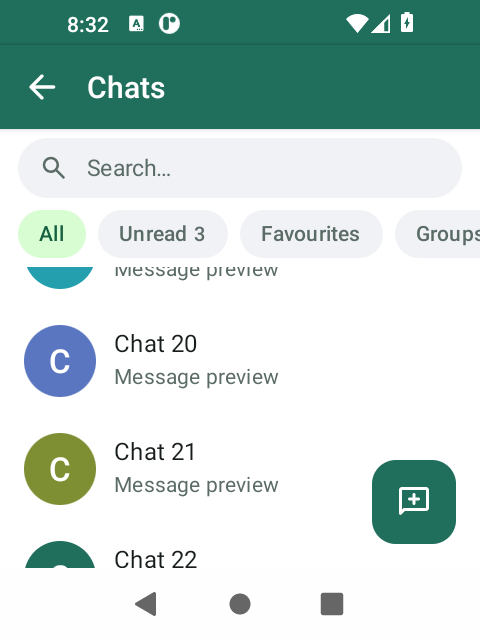 8:32
Chats
Search...
All
Unread 3
Favourites
Groups
Message preview
C
Chat 20
Message preview
C
Chat 21
Message preview
Chat 22